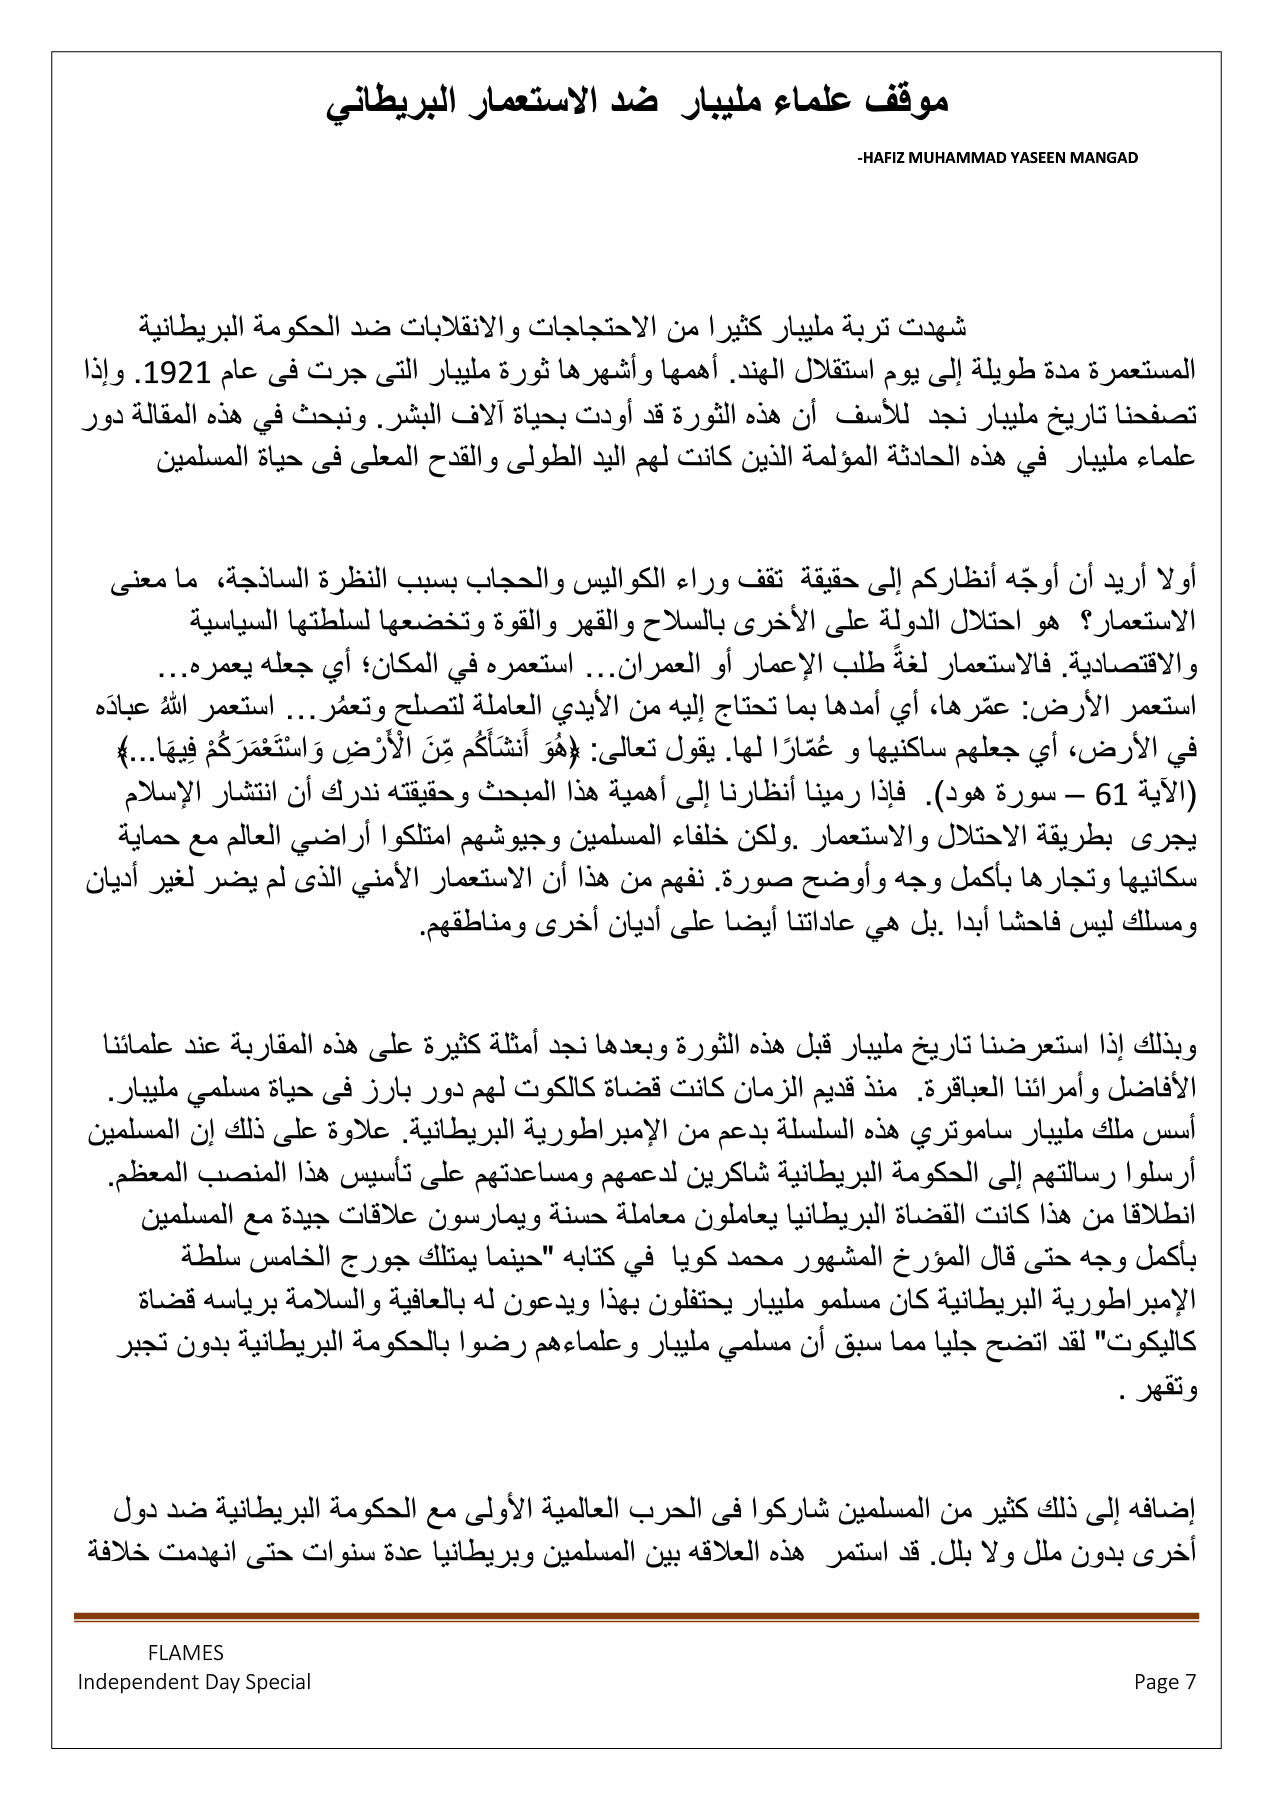 موقف علماء مليبار ضد الاستعمار البريطاني
-HAFIZ MUHAMMAD YASEEN MANGAD
شهدت تربة مليبار كثيرا من الاحتجاجات والانقلابات ضد الحكومة البريطانية
المستعمرة مدة طويلة إلى يوم استقلال الهند. أهمها وأشهرها ثورة مليبار التى جرت فى عام 1921. وإذا
تصفحنا تاريخ مليبار نجد للأسف أن هذه الثورة قد أودت بحياة آلاف البشر. ونبحث في هذه المقالة دور
علماء مليبار في هذه الحادثة المؤلمة الذين كانت لهم اليد الطولى والقدح المعلى فى حياة المسلمين
أولا أريد أن أوجّه أنظاركم إلى حقيقة تقف وراء الكواليس والحجاب بسبب النظرة الساذجة، ما معنى
الاستعمار؟ هو احتلال الدولة على الأخرى بالسلاح والقهر والقوة وتخضعها لسلطتها السياسية
والاقتصادية. فالاستعمار لغةً طلب الإعمار أو العمران... استعمره في المكان؛ أي جعله يعمره...
استعمر الأرض: عمّرها، أي أمدها بما تحتاج إليه من الأيدي العاملة لتصلح وتعمُر... استعمر اللهُ عبادَه
في الأرض، أي جعلهم ساكنيها و عُمّارًا لها. يقول تعالى: ﴿هُوَ أَنشَأَكُم مِّنَ الْأَرْضِ وَاسْتَعْمَرَكُمْ فِيهَا...﴾
(الآية 61 – سورة هود). فإذا رمينا أنظارنا إلى أهمية هذا المبحث وحقيقته ندرك أن انتشار الإسلام
يجرى بطريقة الاحتلال والاستعمار .ولكن خلفاء المسلمين وجيوشهم امتلكوا أراضي العالم مع حماية
سكانيها وتجارها بأكمل وجه وأوضح صورة. نفهم من هذا أن الاستعمار الأمني الذى لم يضر لغير أديان
ومسلك ليس فاحشا أبدا .بل هي عاداتنا أيضا على أديان أخرى ومناطقهم.
وبذلك إذا استعرضنا تاريخ مليبار قبل هذه الثورة وبعدها نجد أمثلة كثيرة على هذه المقاربة عند علمائنا
الأفاضل وأمرائنا العباقرة. منذ قديم الزمان كانت قضاة كالكوت لهم دور بارز فى حياة مسلمي مليبار.
أسس ملك مليبار ساموتري هذه السلسلة بدعم من الإمبراطورية البريطانية. علاوة على ذلك إن المسلمين
أرسلوا رسالتهم إلى الحكومة البريطانية شاكرين لدعمهم ومساعدتهم على تأسيس هذا المنصب المعظم.
انطلاقا من هذا كانت القضاة البريطانيا يعاملون معاملة حسنة ويمارسون علاقات جيدة مع المسلمين
بأكمل وجه حتى قال المؤرخ المشهور محمد كويا في كتابه "حينما يمتلك جورج الخامس سلطة
الإمبراطورية البريطانية كان مسلمو مليبار يحتفلون بهذا ويدعون له بالعافية والسلامة برياسه قضاة
كاليكوت" لقد اتضح جليا مما سبق أن مسلمي مليبار وعلماءهم رضوا بالحكومة البريطانية بدون تجبر
وتقهر .
إضافه إلى ذلك كثير من المسلمين شاركوا فى الحرب العالمية الأولى مع الحكومة البريطانية ضد دول
أخرى بدون ملل ولا بلل. قد استمر هذه العلاقه بين المسلمين وبريطانيا عدة سنوات حتى انهدمت خلافة
FLAMES
Independent Day Special Page 7